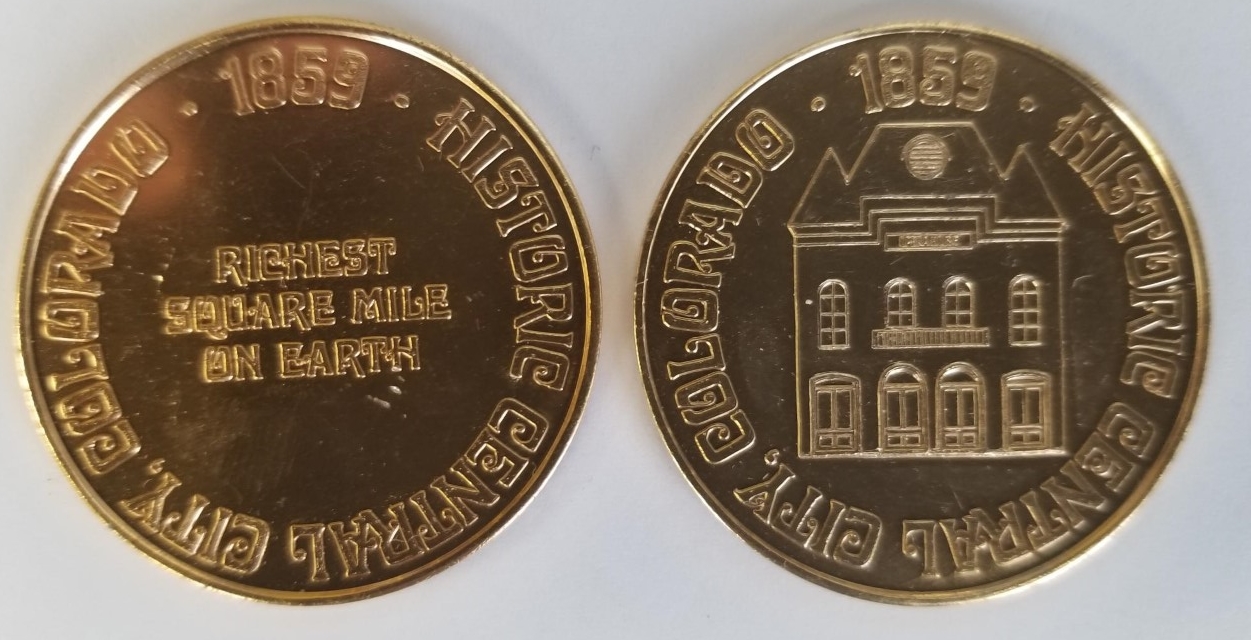 1859
HISTORIC CENTRAL CITY, COLORADO
RICHEST
SQUARE MILE
ON EARTH
1859
HISTORIC CENTRAL CITY, COLORADO